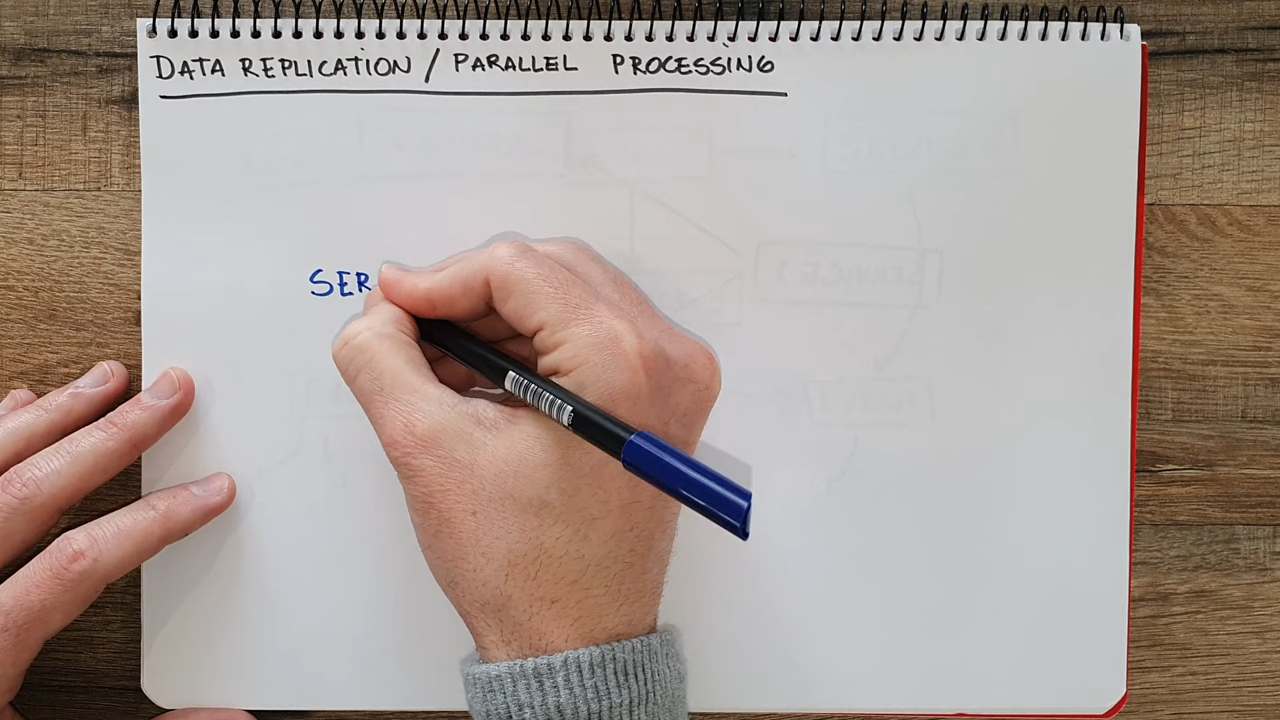 DATA REPLICATION / PARALLEL PROCESSING
SER